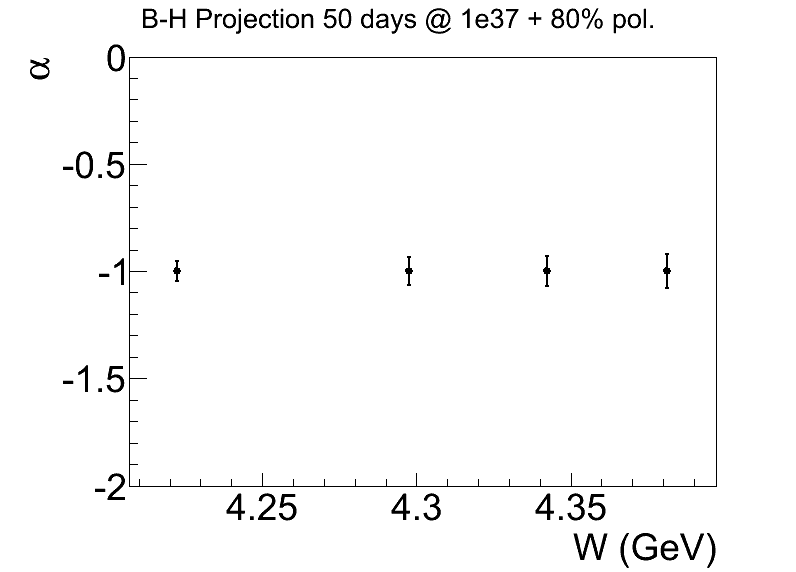 B-H Projection 50 days @ 1e37 + 80% pol.
α
0
-0.5
-1
-1.5
-2
4.25 4.3 4.35
W (GeV)